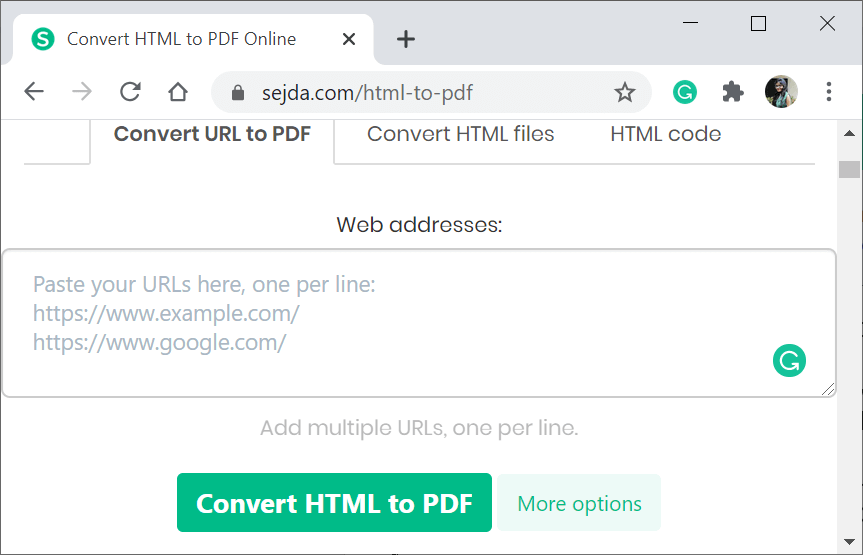 S Convert HTML to PDF Online
sejda.com/html-to-pdf
Convert URL to PDF Convert HTML files HTML code
Web addresses:
Paste your URLs here, one per line:
https://www.example.com/
https://www.google.com/
Add multiple URLs, one per line.
Convert HTML to PDF More options